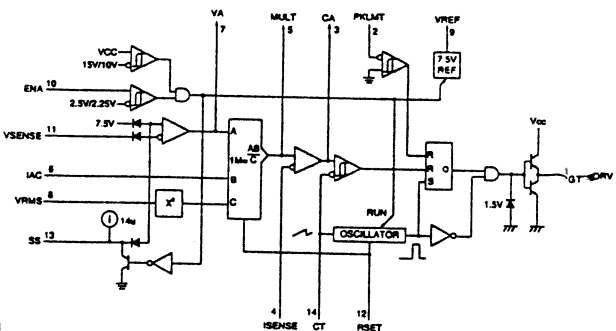 VA
7
MULT
5
CA
3
PKLMT
2
VREF
9
VCC
15V/10V
7.5V
REF
ENA 10
2.5V/2.25V
7.5V
VSENSE 11
A
AB
C
IAC 6
B
VRMS 8
X²
C
Vcc
R
R
S
1
GT DRV
1.5V
RUN
14u
SS 13
OSCILLATOR
4
ISENSE
14
CT
12
RSET